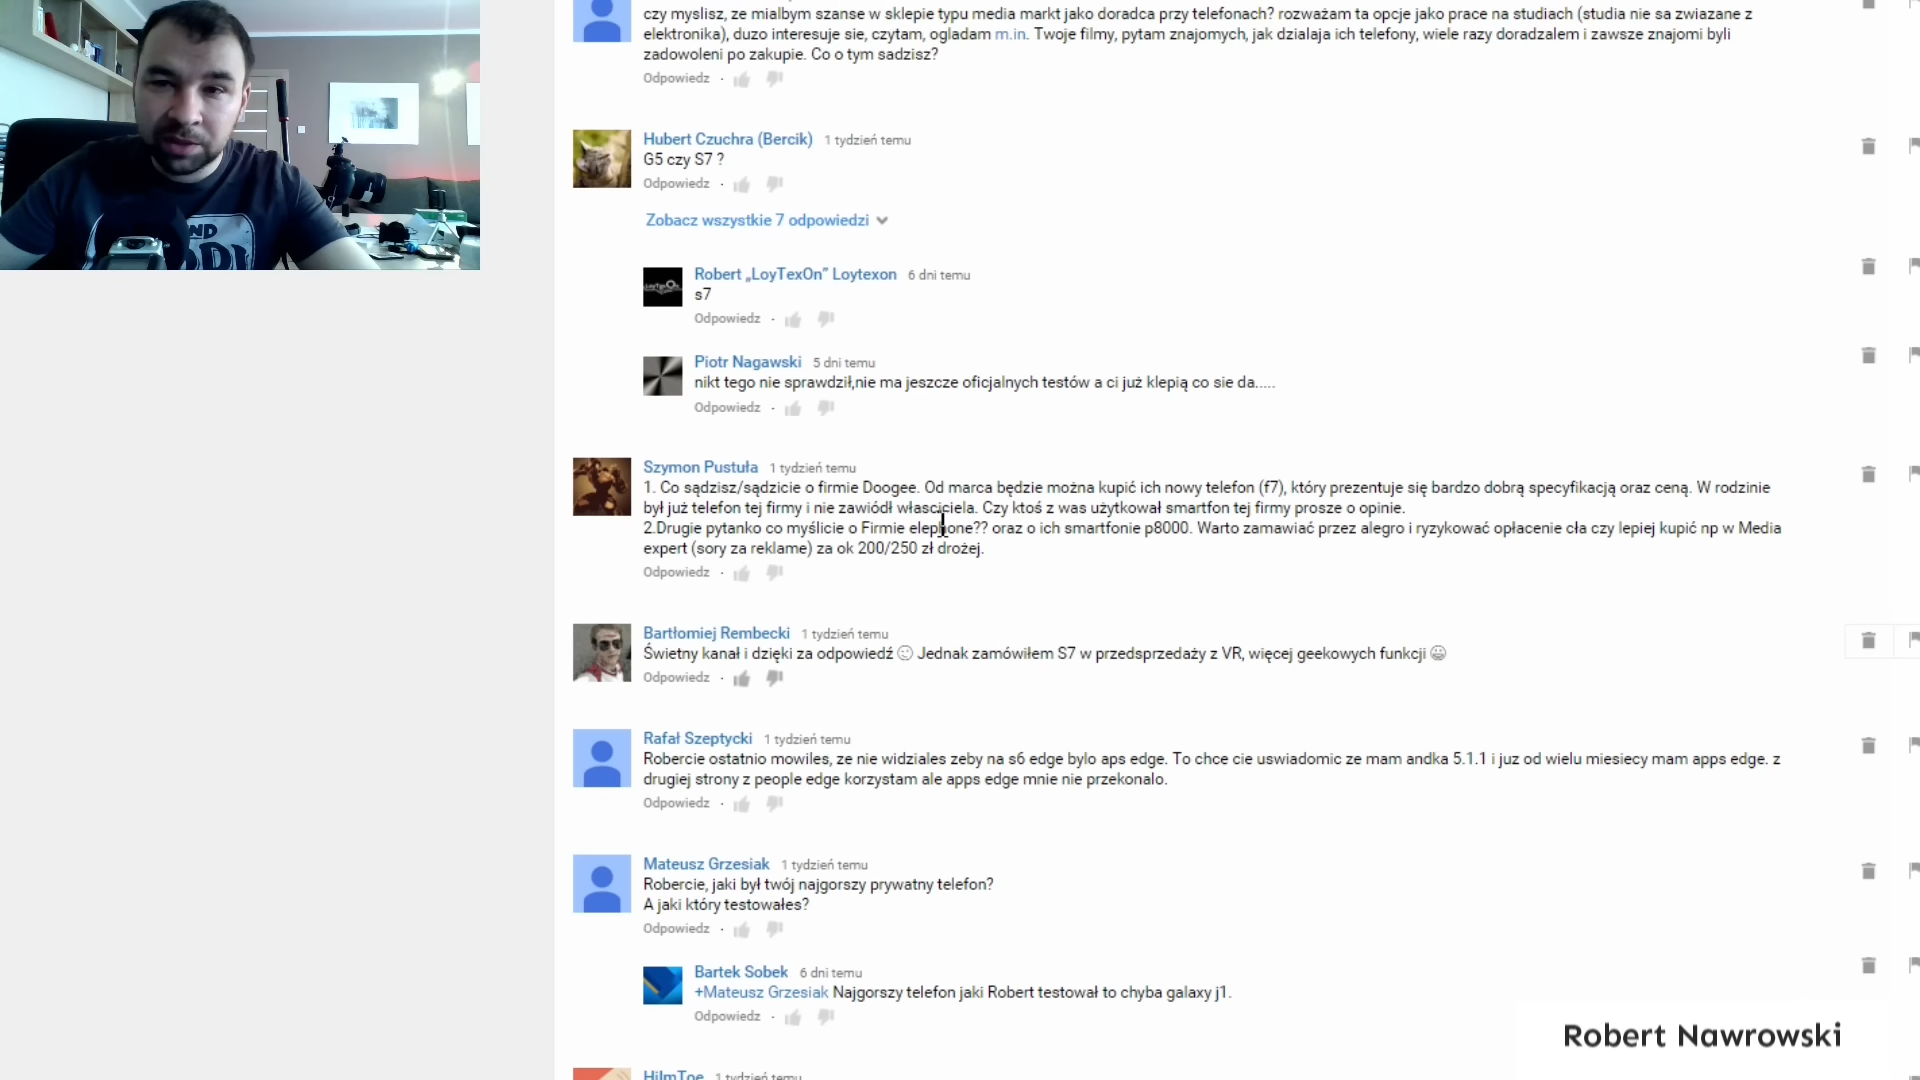 czy myslisz, ze mialbym szanse w sklepie typu media markt jako doradca przy telefonach? rozważam ta opcje jako prace na studiach (studia nie sa zwiazane z
elektronika), duzo interesuje sie, czytam, ogladam m.in. Twoje filmy, pytam znajomych, jak dzialaja ich telefony, wiele razy doradzalem i zawsze znajomi byli
zadowoleni po zakupie. Co o tym sadzisz?
Odpowiedz ·
Hubert Czuchra (Bercik) 1 tydzień temu
G5 czy S7 ?
Odpowiedz ·
Zobacz wszystkie 7 odpowiedzi
Robert „LoyTexOn” Loytexon 6 dni temu
s7
Odpowiedz ·
Piotr Nagawski 5 dni temu
nikt tego nie sprawdził,nie ma jeszcze oficjalnych testów a ci już klepią co sie da.....
Odpowiedz ·
Szymon Pustuła 1 tydzień temu
1. Co sądzisz/sądzicie o firmie Doogee. Od marca będzie można kupić ich nowy telefon (f7), który prezentuje się bardzo dobrą specyfikacją oraz ceną. W rodzinie
był już telefon tej firmy i nie zawiódł włascsiciela. Czy ktoś z was użytkował smartfon tej firmy prosze o opinie.
2.Drugie pytanko co myślicie o Firmie elephone?? oraz o ich smartfonie p8000. Warto zamawiać przez alegro i ryzykować opłacenie cła czy lepiej kupić np w Media
expert (sory za reklame) za ok 200/250 zł drożej.
Odpowiedz ·
Bartłomiej Rembecki 1 tydzień temu
Świetny kanał i dzięki za odpowiedź Jednak zamówiłem S7 w przedsprzedaży z VR, więcej geekowych funkcji
Odpowiedz ·
Rafał Szeptycki 1 tydzień temu
Robercie ostatnio mowiles, ze nie widziales zeby na s6 edge bylo aps edge. To chce cie uswiadomic ze mam andka 5.1.1 i juz od wielu miesiecy mam apps edge. z
drugiej strony z people edge korzystam ale apps edge mnie nie przekonalo.
Odpowiedz ·
Mateusz Grzesiak 1 tydzień temu
Robercie, jaki był twój najgorszy prywatny telefon?
A jaki który testowałes?
Odpowiedz ·
Bartek Sobek 6 dni temu
+Mateusz Grzesiak Najgorszy telefon jaki Robert testował to chyba galaxy j1.
Odpowiedz ·
Robert Nawrowski
HilmToe 1 tydzień temu